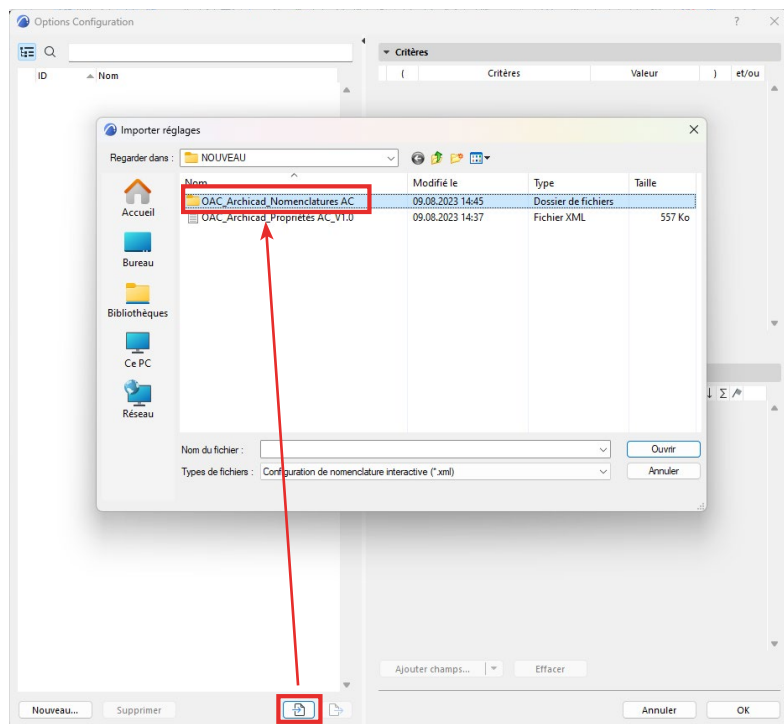 Options Configuration
?
Critères
ID Nom
( Critères Valeur ) et/ou
Importer réglages
Regarder dans : NOUVEAU
Nom Modifié le Type Taille
OAC_Archicad_Nomenclatures AC 09.08.2023 14:45 Dossier de fichiers
OAC_Archicad_Propriétés AC_V1.0 09.08.2023 14:37 Fichier XML 557 Ko
Accueil
Bureau
Bibliothèques
Ce PC
Réseau
Nom du fichier : Ouvrir
Types de fichiers : Configuration de nomenclature interactive (*.xml) Annuler
Ajouter champs... Effacer
Nouveau... Supprimer Annuler OK